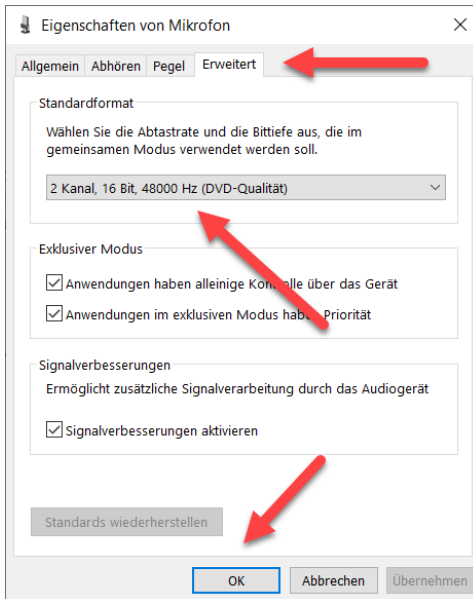 Eigenschaften von Mikrofon
Allgemein Abhören Pegel Erweitert
Standardformat
Wählen Sie die Abtastrate und die Bittiefe aus, die im
gemeinsamen Modus verwendet werden soll.
2 Kanal, 16 Bit, 48000 Hz (DVD-Qualität)
Exklusiver Modus
Anwendungen haben alleinige Kontrolle über das Gerät
Anwendungen im exklusiven Modus haben Priorität
Signalverbesserungen
Ermöglicht zusätzliche Signalverarbeitung durch das Audiogerät
Signalverbesserungen aktivieren
Standards wiederherstellen
OK Abbrechen Übernehmen